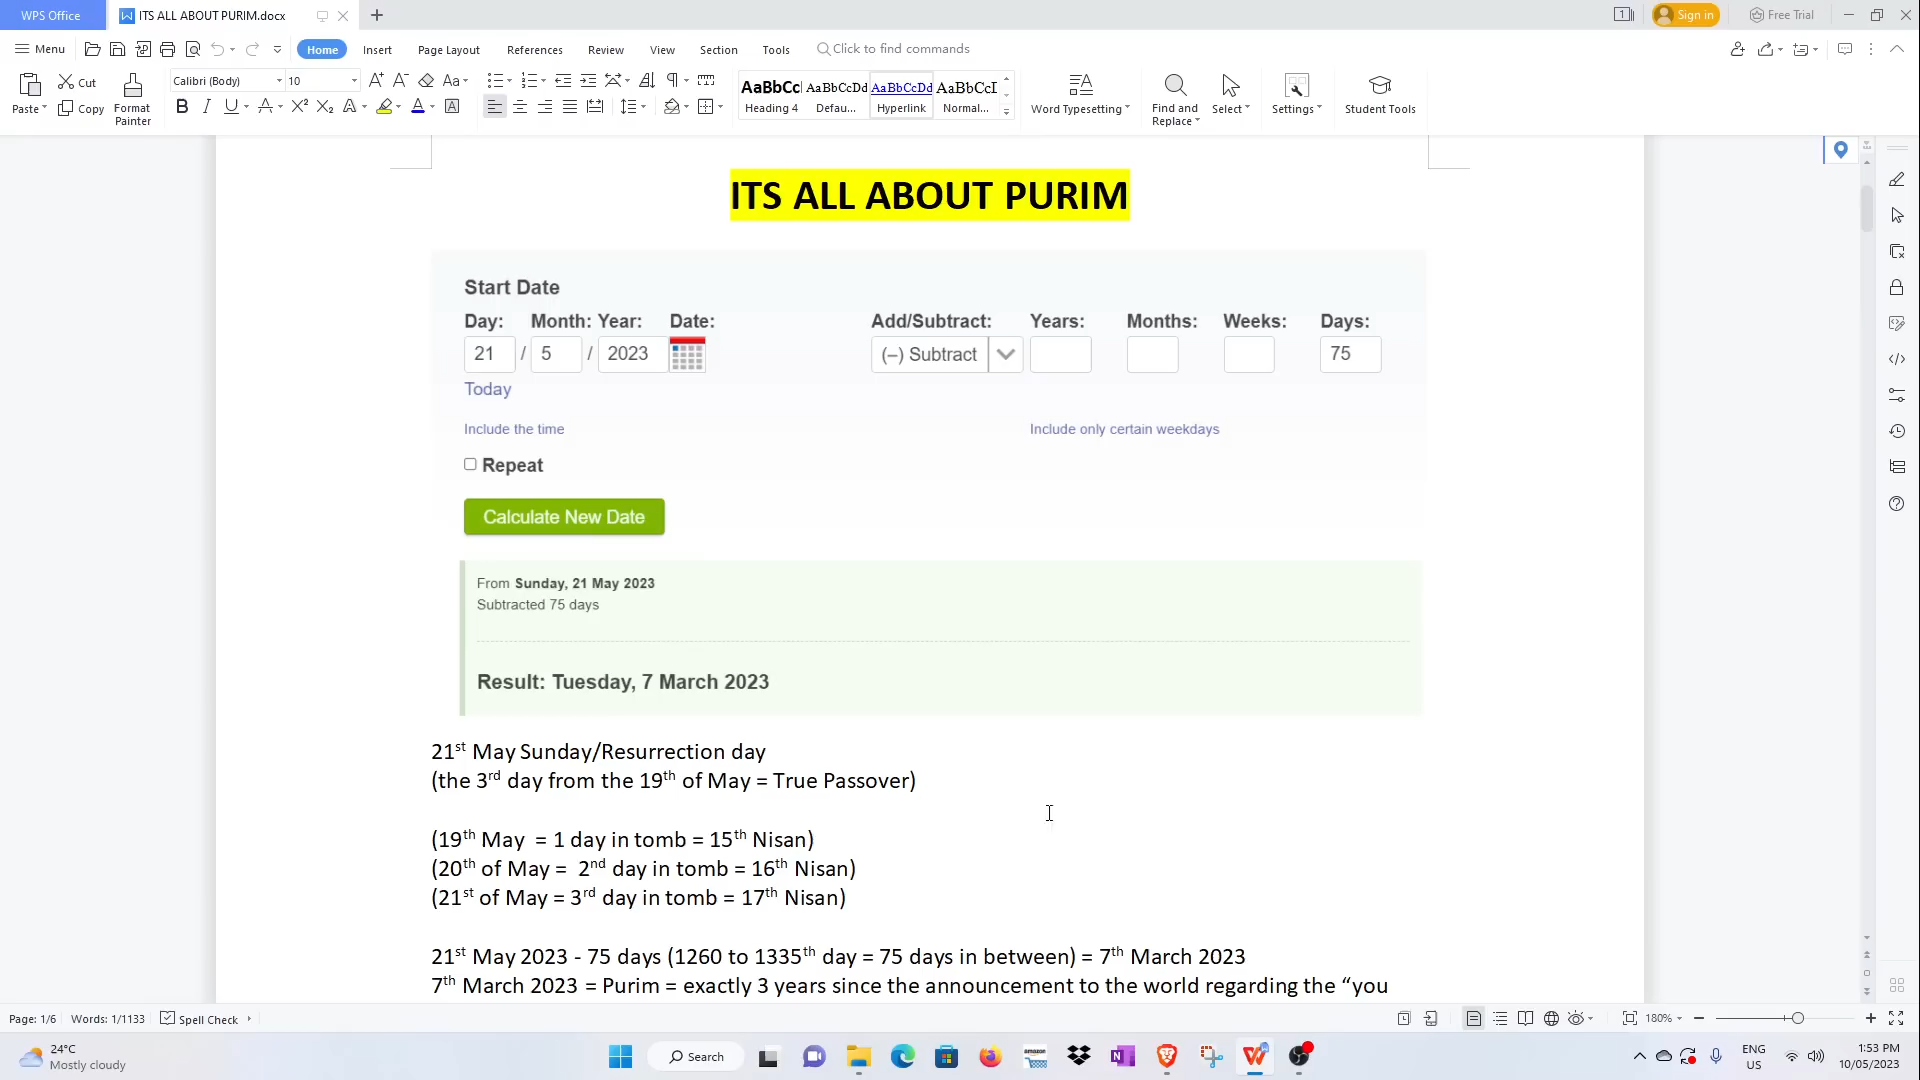 WPS Office
ITS ALL ABOUT PURIM.docx
1
Sign in
Free Trial
Menu
Home
Insert
Page Layout
References
Review
View
Section
Tools
Click to find commands
Paste
Cut
Copy
Format Painter
Calibri (Body)
10
AaBbCc
Heading 4
AaBbCcDd
Defau...
AaBbCcDd
Hyperlink
AaBbCcD
Normal...
Word Typesetting
Find and Replace
Select
Settings
Student Tools
ITS ALL ABOUT PURIM
Start Date
Day: Month: Year: Date: Add/Subtract: Years: Months: Weeks: Days:
21 / 5 / 2023 (–) Subtract 75
Today
Include the time Include only certain weekdays
Repeat
Calculate New Date
From Sunday, 21 May 2023
Subtracted 75 days
Result: Tuesday, 7 March 2023
21st May Sunday/Resurrection day
(the 3rd day from the 19th of May = True Passover)
(19th May = 1 day in tomb = 15th Nisan)
(20th of May = 2nd day in tomb = 16th Nisan)
(21st of May = 3rd day in tomb = 17th Nisan)
21st May 2023 - 75 days (1260 to 1335th day = 75 days in between) = 7th March 2023
7th March 2023 = Purim = exactly 3 years since the announcement to the world regarding the “you
Page: 1/6 Words: 1/1133 Spell Check 180%
24°C
Mostly cloudy
Search
amazon
ENG
US
1:53 PM
10/05/2023